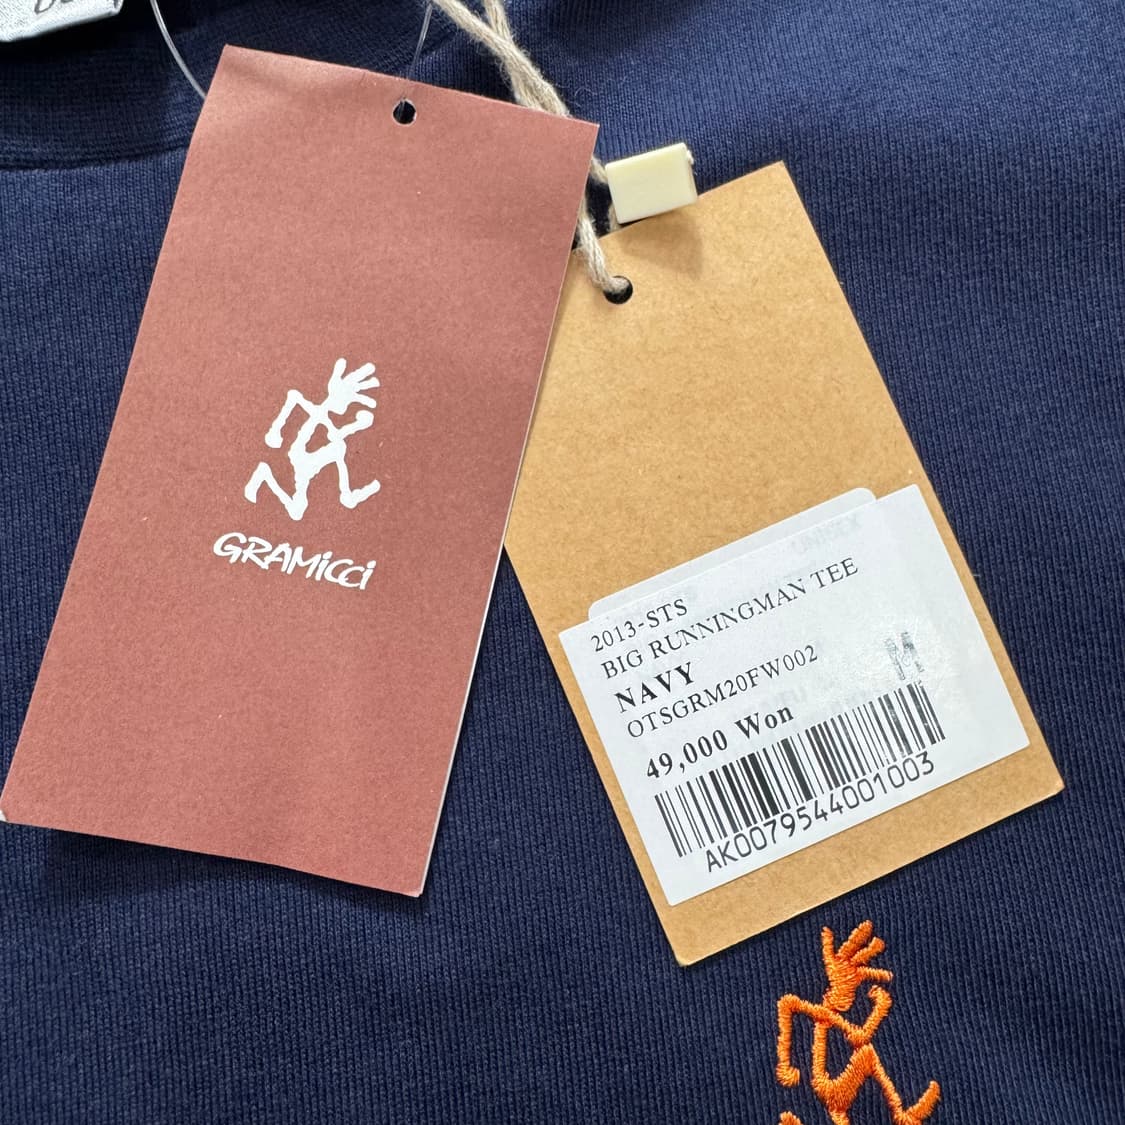 GRAMiCCi
2013-STS
BIG RUNNINGMAN TEE
NAVY
M
OTSGRM20FW002
49,000 Won
AK0079544001003